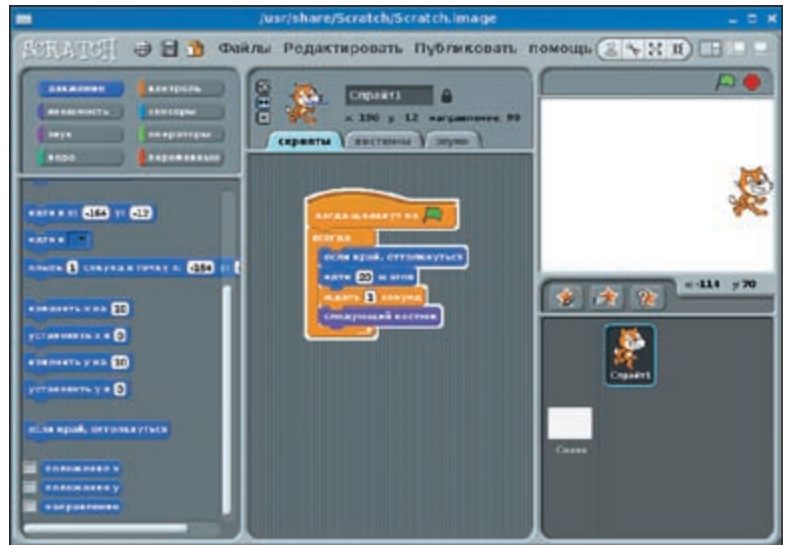 /usr/share/Scratch/Scratch.image
SCRATCH Файлы Редактировать Публиковать помощь
движение контроль
внешность сенсоры
звук операторы
перо переменные
Спрайт1
x: 190 y: 12 направление: 90
скрипты костюмы звуки
идти в x: -164 y: -12
идти к
плыть 1 секунд в точку x: -164 y:
изменить x на 10
установить x в 0
изменить y на 10
установить y в 0
если край, оттолкнуться
положение x
положение y
направление
когда щелкнут на
всегда
если край, оттолкнуться
идти 20 шагов
ждать 1 секунд
следующий костюм
x: -114 y: 70
Спрайт1
Сцена